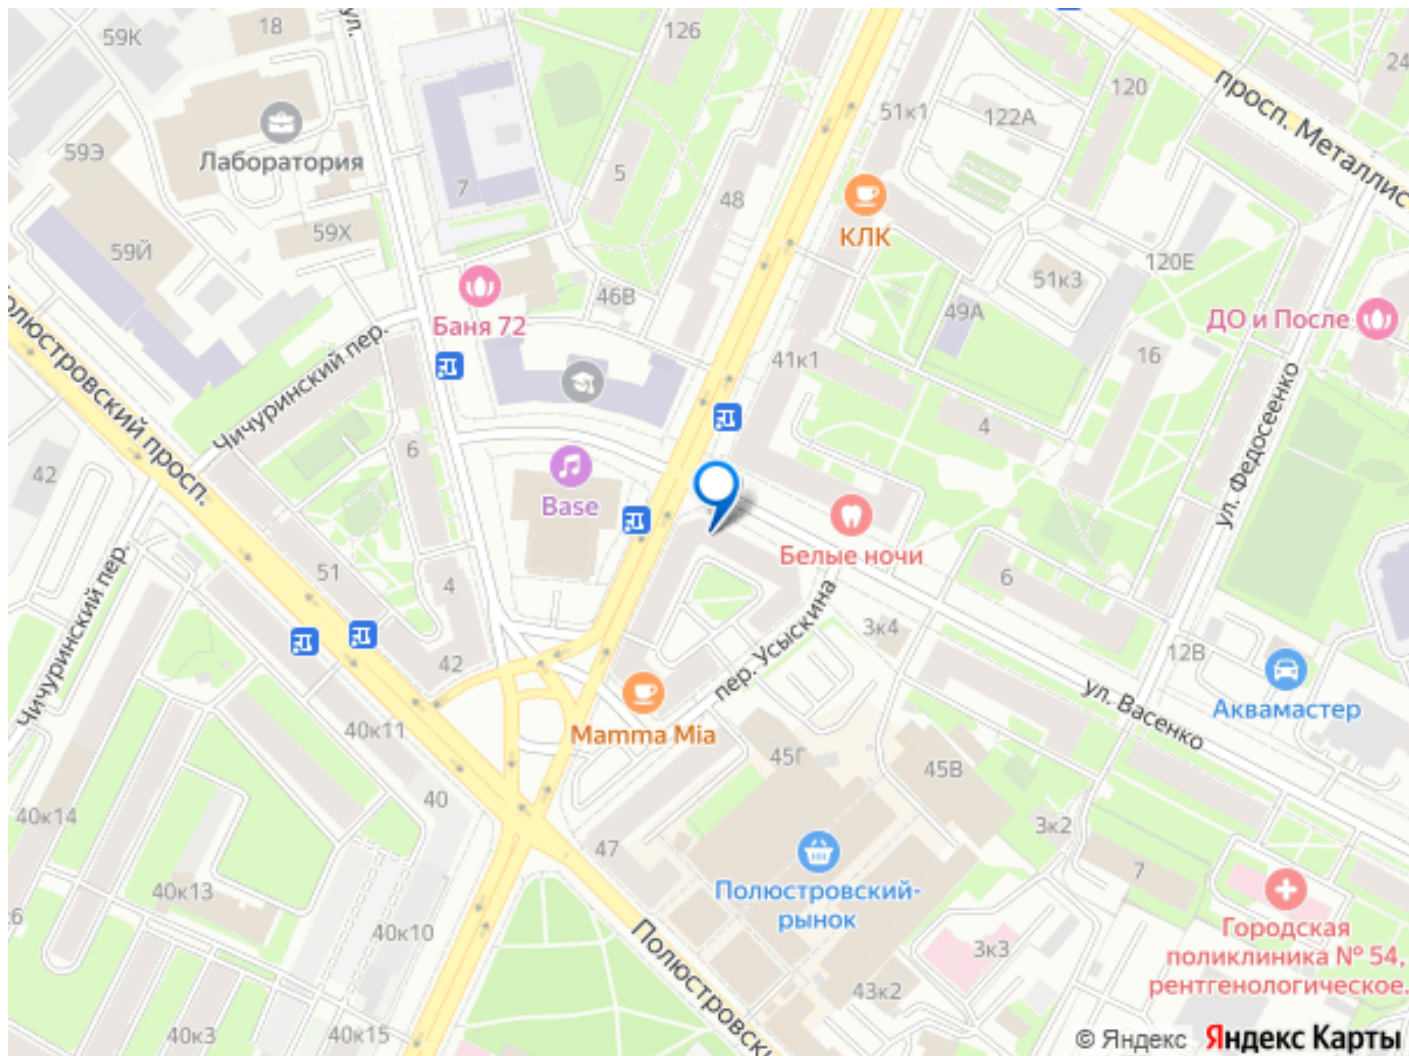 59К
18
ул.
126
24
просп. Металлис
120
51к1
122А
Лаборатория
59Э
7
5
48
КЛК
59Х
59Й
120Е
51к3
46В
49А
Баня 72
ДО и После
Полюстровский просп.
Чичуринский пер.
41к1
16
ул. Федосеенко
4
6
42
Base
Белые ночи
51
Чичуринский пер.
4
6
пер. Усыскина
3к4
12В
42
ул. Васенко
Аквамастер
Mamma Mia
40к11
45Г
45В
40
40к14
3к2
47
7
40к13
Полюстровский-
рынок
40к10
Полюстровск
3к3
Городская
поликлиника № 54,
рентгенологическое.
43к2
40к3
40к15
© Яндекс Яндекс Карты